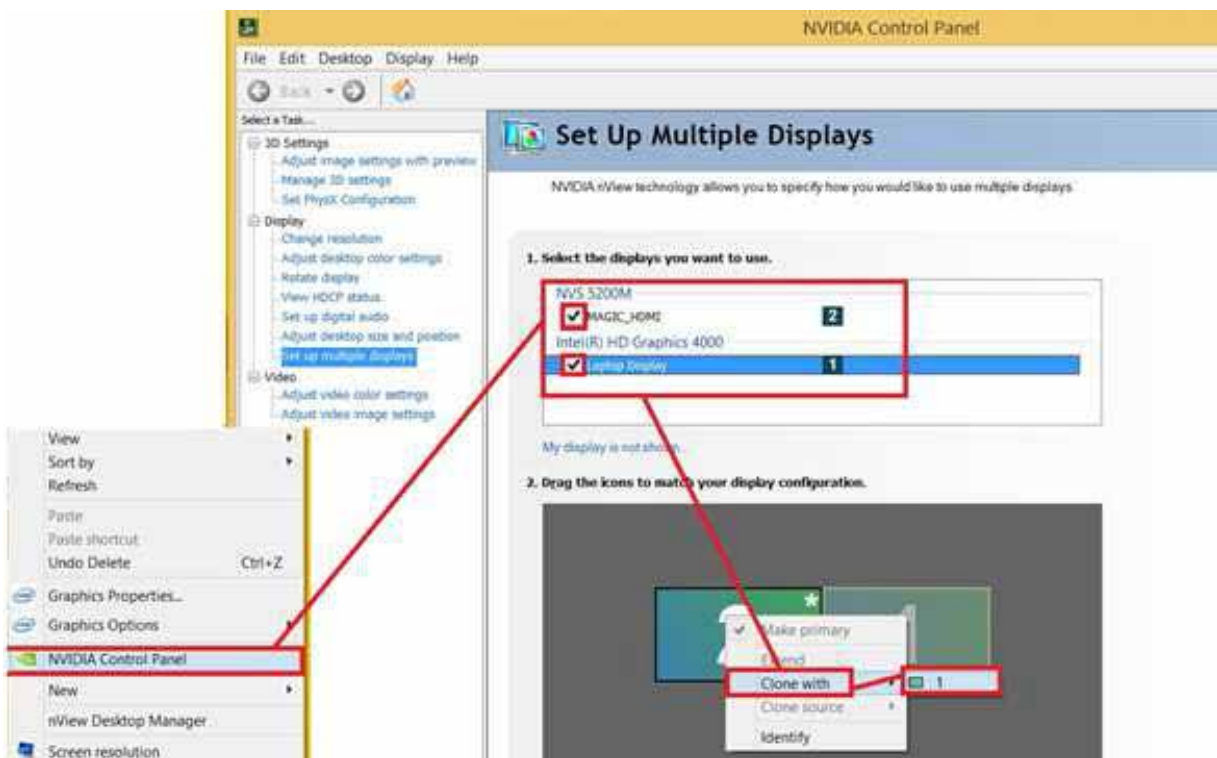 NVIDIA Control Panel
File Edit Desktop Display Help
Back
Select a Task...
3D Settings
Adjust image settings with preview
Manage 3D settings
Set PhysX Configuration
Display
Change resolution
Adjust desktop color settings
Rotate display
View HDCP status
Set up digital audio
Adjust desktop size and position
Set up multiple displays
Video
Adjust video color settings
Adjust video image settings
Set Up Multiple Displays
NVIDIA nView technology allows you to specify how you would like to use multiple displays
1. Select the displays you want to use.
NVS 5200M
MAGIC_HDMI 2
Intel(R) HD Graphics 4000
Laptop Display 1
My display is not shown...
2. Drag the icons to match your display configuration.
2 * 1
Make primary
Extend
Clone with 1
Clone source
Identify
View
Sort by
Refresh
Paste
Paste shortcut
Undo Delete Ctrl+Z
Graphics Properties...
Graphics Options
NVIDIA Control Panel
New
nView Desktop Manager
Screen resolution